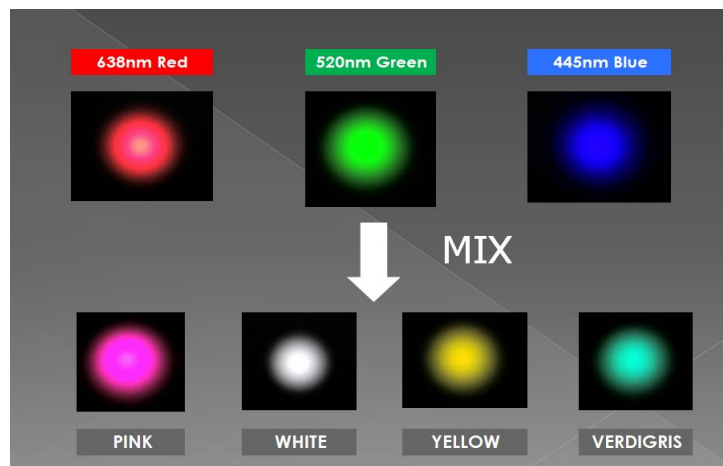 638nm Red
520nm Green
445nm Blue
MIX
PINK
WHITE
YELLOW
VERDIGRIS